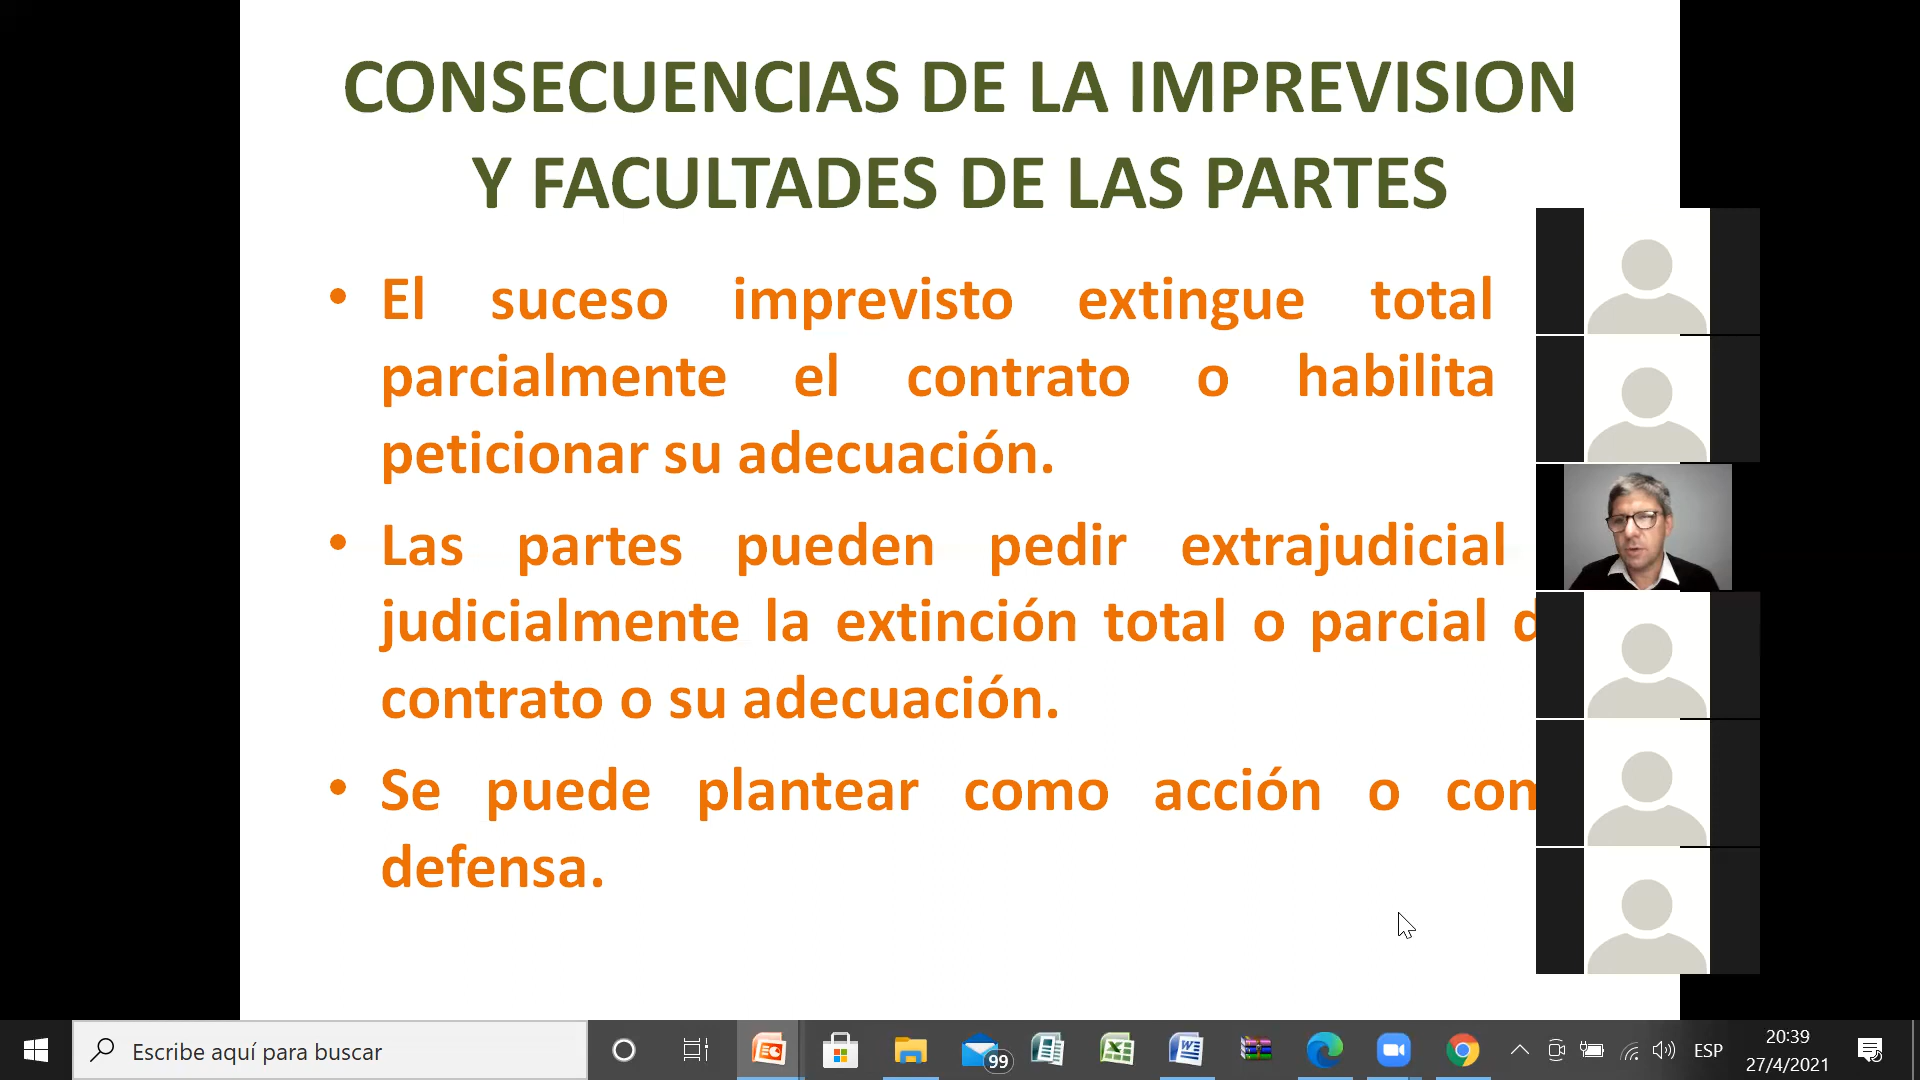 CONSECUENCIAS DE LA IMPREVISION
Y FACULTADES DE LAS PARTES
• El suceso imprevisto extingue total
parcialmente el contrato o habilita
peticionar su adecuación.
• Las partes pueden pedir extrajudicial
judicialmente la extinción total o parcial
contrato o su adecuación.
• Se puede plantear como acción o
defensa.
Escribe aquí para buscar
99
ESP
20:39
27/4/2021